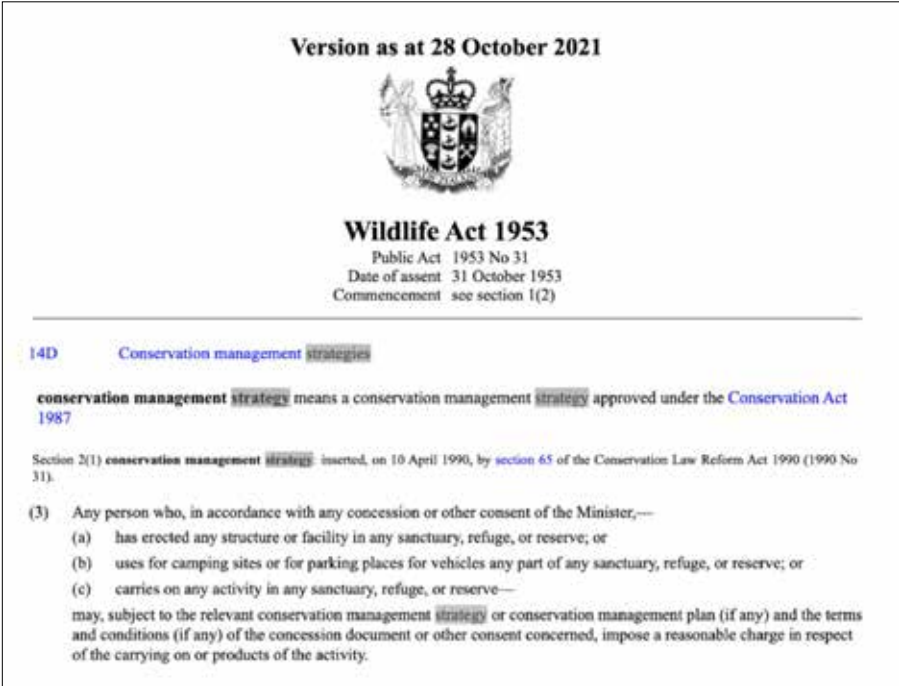 Version as at 28 October 2021
NEW ZEALAND
Wildlife Act 1953
Public Act 1953 No 31
Date of assent 31 October 1953
Commencement see section 1(2)
14D Conservation management strategies
conservation management strategy means a conservation management strategy approved under the Conservation Act
1987
Section 2(1) conservation management strategy: inserted, on 10 April 1990, by section 65 of the Conservation Law Reform Act 1990 (1990 No
31).
(3) Any person who, in accordance with any concession or other consent of the Minister,—
(a) has erected any structure or facility in any sanctuary, refuge, or reserve; or
(b) uses for camping sites or for parking places for vehicles any part of any sanctuary, refuge, or reserve; or
(c) carries on any activity in any sanctuary, refuge, or reserve—
may, subject to the relevant conservation management strategy or conservation management plan (if any) and the terms
and conditions (if any) of the concession document or other consent concerned, impose a reasonable charge in respect
of the carrying on or products of the activity.